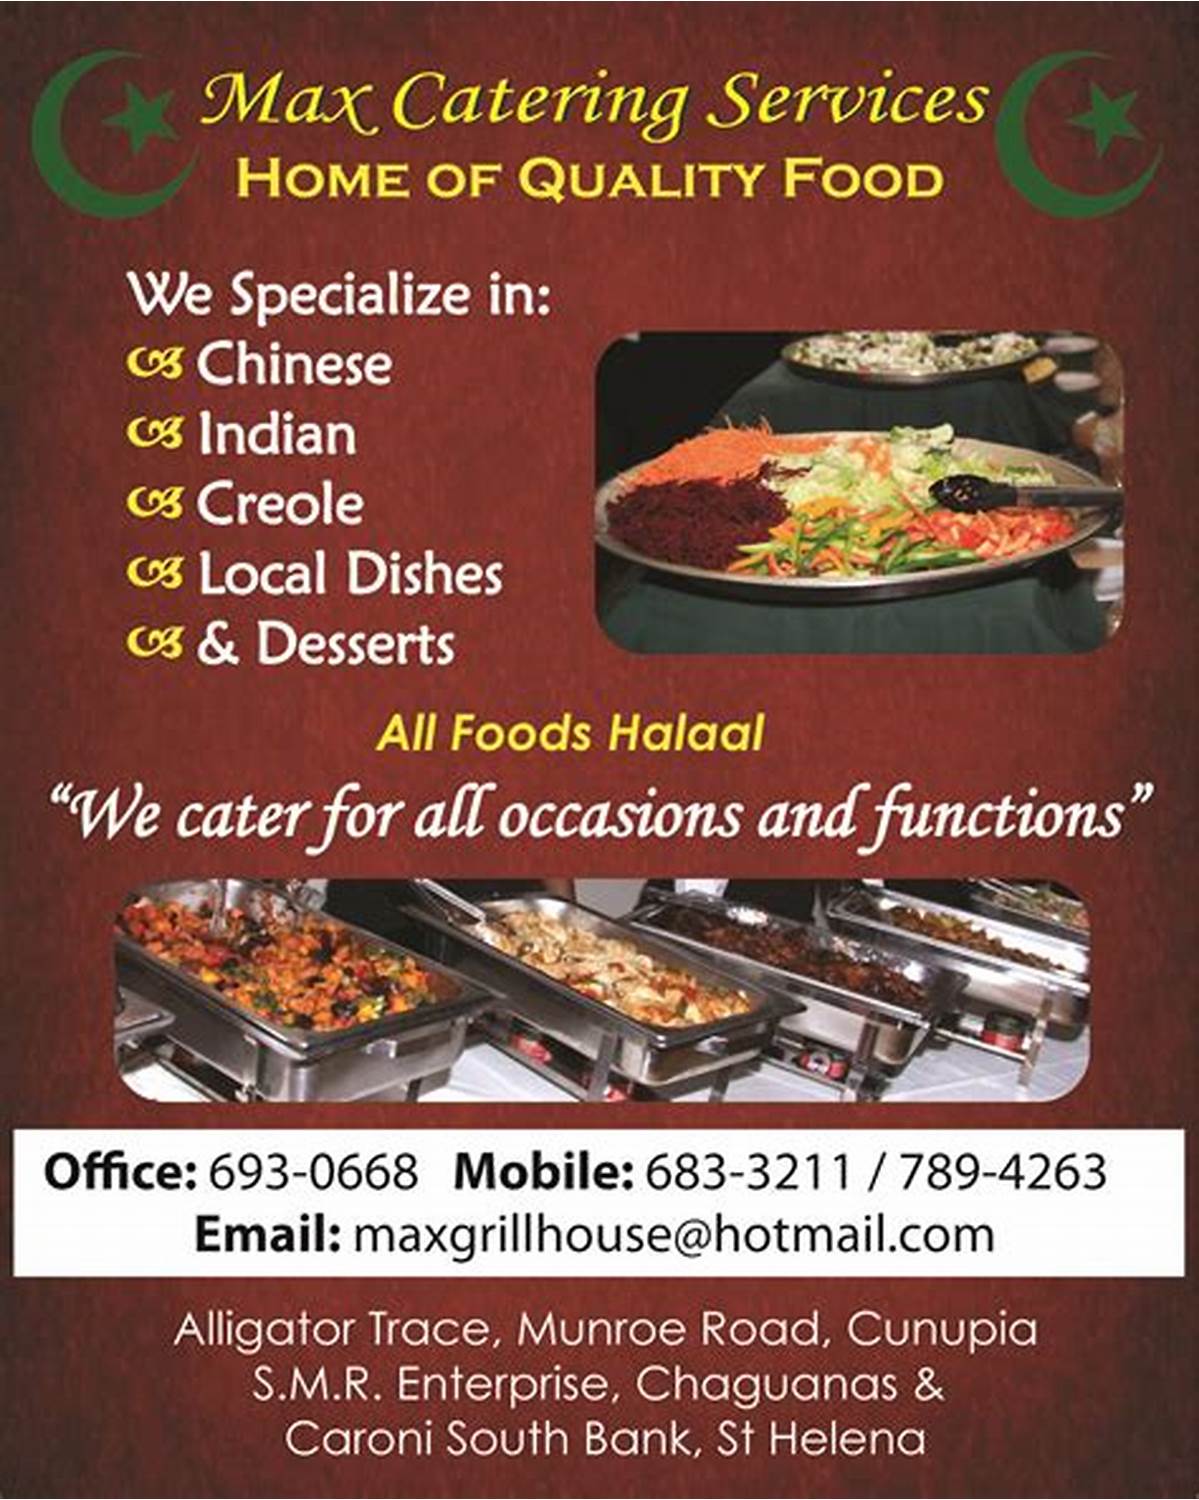 Max Catering Services
HOME OF QUALITY FOOD
We Specialize in:
Chinese
Indian
Creole
Local Dishes
& Desserts
All Foods Halaal
“We cater for all occasions and functions”
Office: 693-0668 Mobile: 683-3211 / 789-4263
Email: maxgrillhouse@hotmail.com
Alligator Trace, Munroe Road, Cunupia
S.M.R. Enterprise, Chaguanas &
Caroni South Bank, St Helena